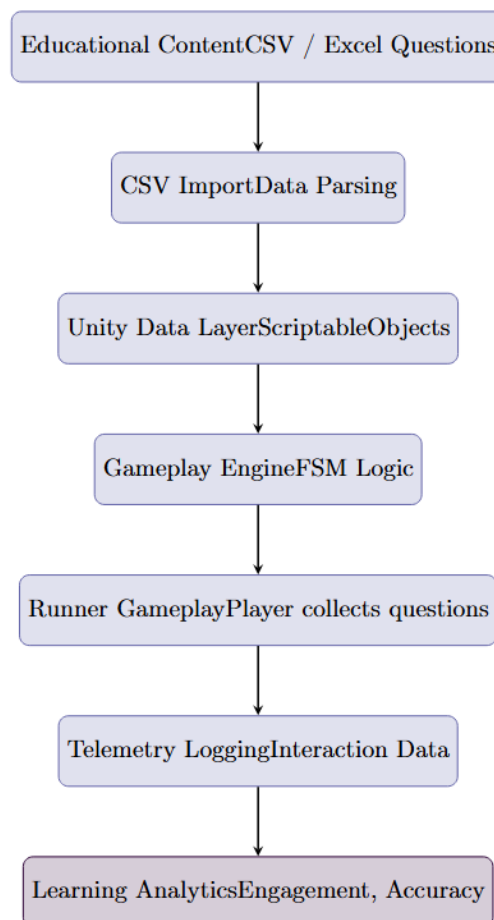 Educational ContentCSV / Excel Questions
CSV ImportData Parsing
Unity Data LayerScriptableObjects
Gameplay EngineFSM Logic
Runner GameplayPlayer collects questions
Telemetry LoggingInteraction Data
Learning AnalyticsEngagement, Accuracy